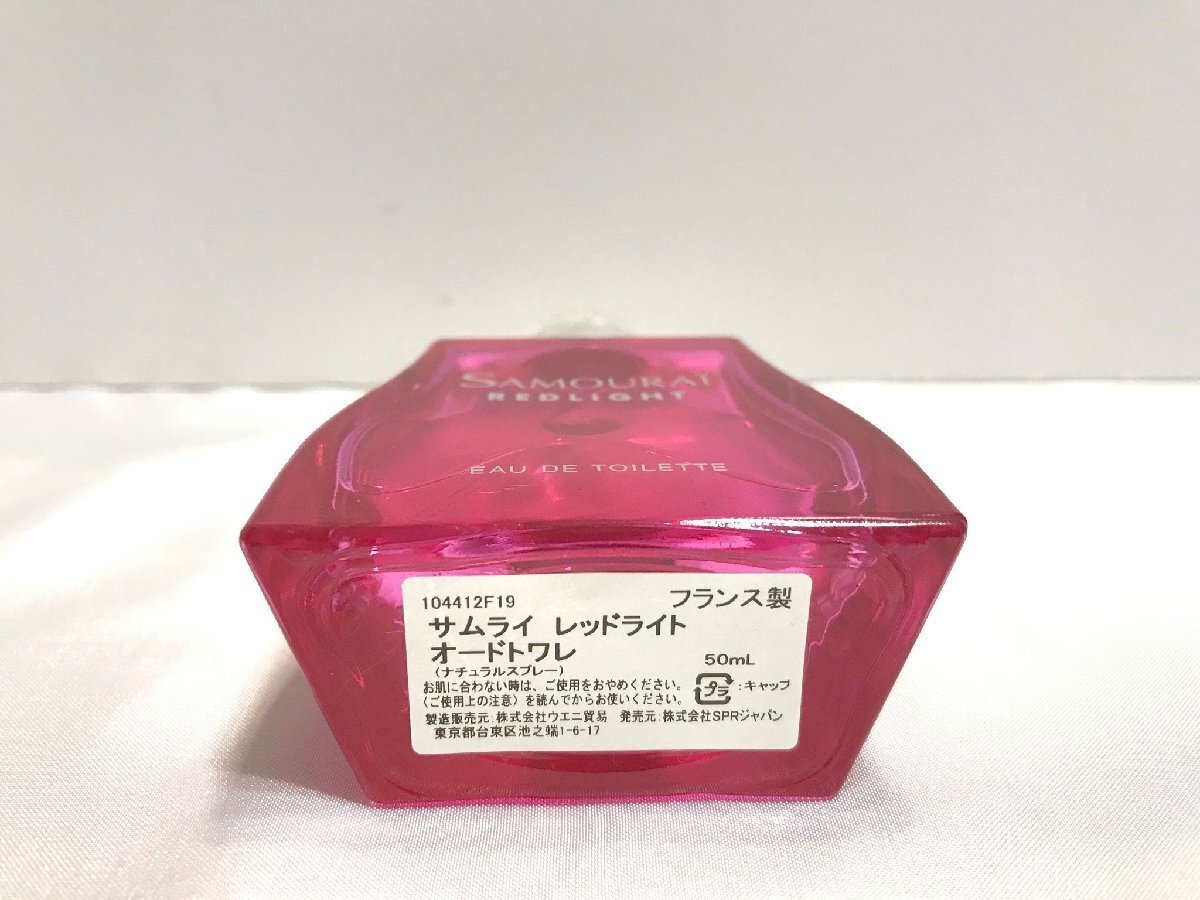 SAMOURAÏ
REDLIGHT
EAU DE TOILETTE
104412F19 フランス製
サムライ レッドライト
オードトワレ
(ナチュラルスプレー) 50mL
お肌に合わない時は、ご使用をおやめください。
〈ご使用上の注意〉を読んでからお使いください。 プラ :キャップ
製造販売元:株式会社ウエニ貿易 発売元:株式会社SPRジャパン
東京都台東区池之端1-6-17